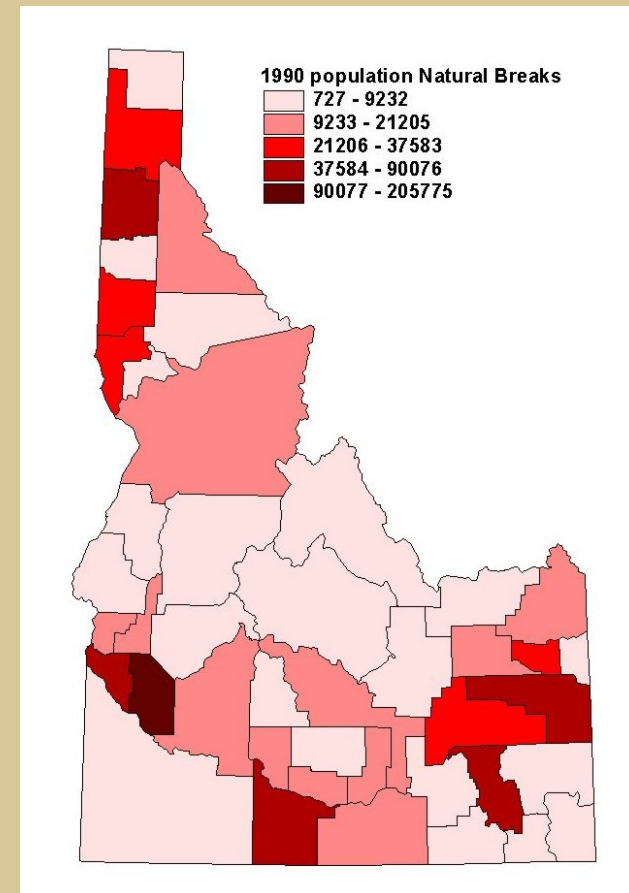 1990 population Natural Breaks
727 - 9232
9233 - 21205
21206 - 37583
37584 - 90076
90077 - 205775